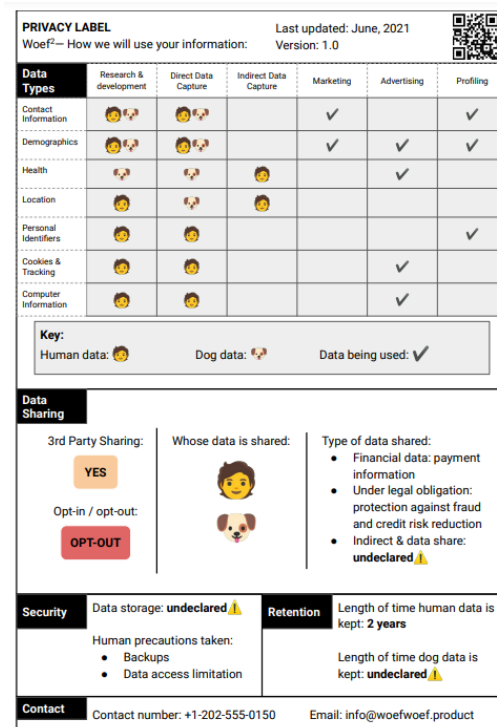 PRIVACY LABEL
Woef²— How we will use your information:
Last updated: June, 2021
Version: 1.0
Data Types
Research & development
Direct Data Capture
Indirect Data Capture
Marketing
Advertising
Profiling
Contact Information
🧑🐶 🧑🐶 ✔ ✔
Demographics
🧑🐶 🧑🐶 ✔ ✔ ✔
Health
🐶 🐶 🧑 ✔
Location
🧑 🐶 🧑
Personal Identifiers
🧑 🧑 ✔
Cookies & Tracking
🧑 🧑 ✔
Computer Information
🧑 🧑 ✔
Key:
Human data: 🧑 Dog data: 🐶 Data being used: ✔
Data Sharing
3rd Party Sharing:
YES
Opt-in / opt-out:
OPT-OUT
Whose data is shared:
Type of data shared:
● Financial data: payment
information
● Under legal obligation:
protection against fraud
and credit risk reduction
● Indirect & data share:
undeclared⚠
Security
Data storage: undeclared⚠
Human precautions taken:
● Backups
● Data access limitation
Retention
Length of time human data is
kept: 2 years
Length of time dog data is
kept: undeclared⚠
Contact
Contact number: +1-202-555-0150 Email: info@woefwoef.product